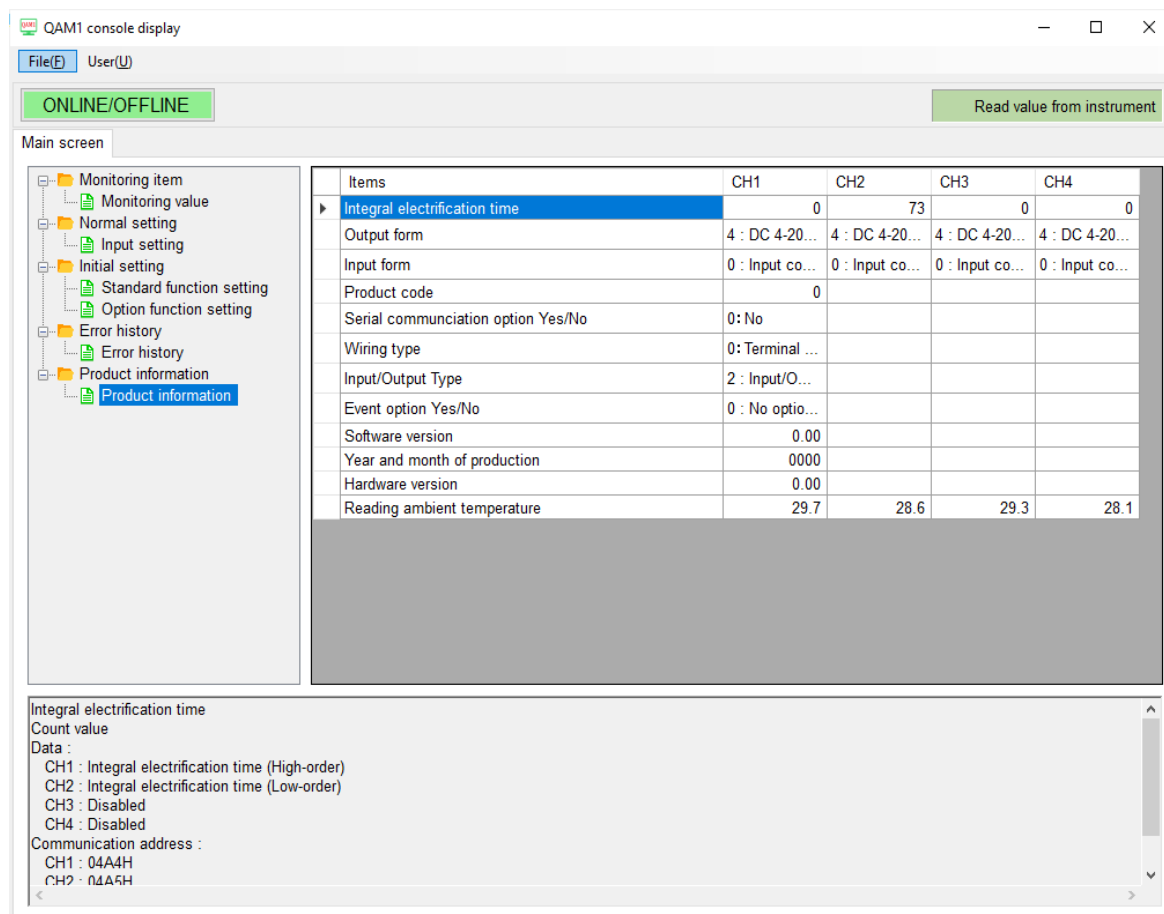 QAM1 console display
File(F) User(U)
ONLINE/OFFLINE
Read value from instrument
Main screen
Monitoring item
Monitoring value
Normal setting
Input setting
Initial setting
Standard function setting
Option function setting
Error history
Error history
Product information
Product information
Items CH1 CH2 CH3 CH4
Integral electrification time 0 73 0 0
Output form 4 : DC 4-20... 4 : DC 4-20... 4 : DC 4-20... 4 : DC 4-20...
Input form 0 : Input co... 0 : Input co... 0 : Input co... 0 : Input co...
Product code 0
Serial communciation option Yes/No 0: No
Wiring type 0: Terminal ...
Input/Output Type 2 : Input/O...
Event option Yes/No 0 : No optio...
Software version 0.00
Year and month of production 0000
Hardware version 0.00
Reading ambient temperature 29.7 28.6 29.3 28.1
Integral electrification time
Count value
Data :
CH1 : Integral electrification time (High-order)
CH2 : Integral electrification time (Low-order)
CH3 : Disabled
CH4 : Disabled
Communication address :
CH1 : 04A4H
CH2 : 04A5H